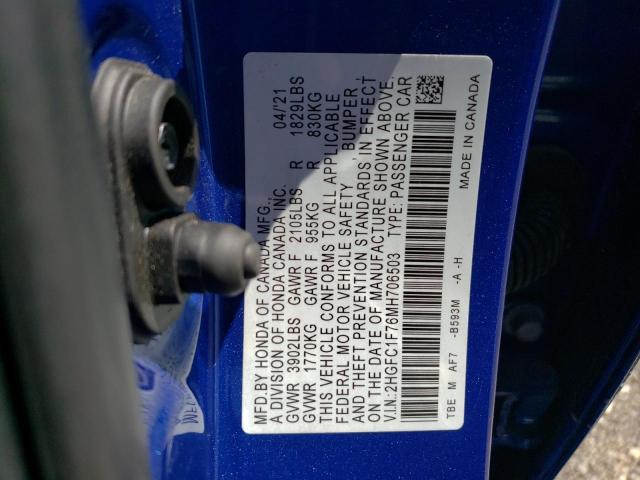 MFD.BY HONDA OF CANADA MFG., 04/21
A DIVISION OF HONDA CANADA INC.
GVWR 3902LBS GAWR F 2105LBS R 1829LBS
GVWR 1770KG GAWR F 955KG R 830KG
THIS VEHICLE CONFORMS TO ALL APPLICABLE
FEDERAL MOTOR VEHICLE SAFETY, BUMPER,
AND THEFT PREVENTION STANDARDS, IN EFFECT
ON THE DATE OF MANUFACTURE SHOWN ABOVE.
V.I.N.:2HGFC1F76MH706503 TYPE: PASSENGER CAR
TBE M AF7 -B593M -A -H MADE IN CANADA